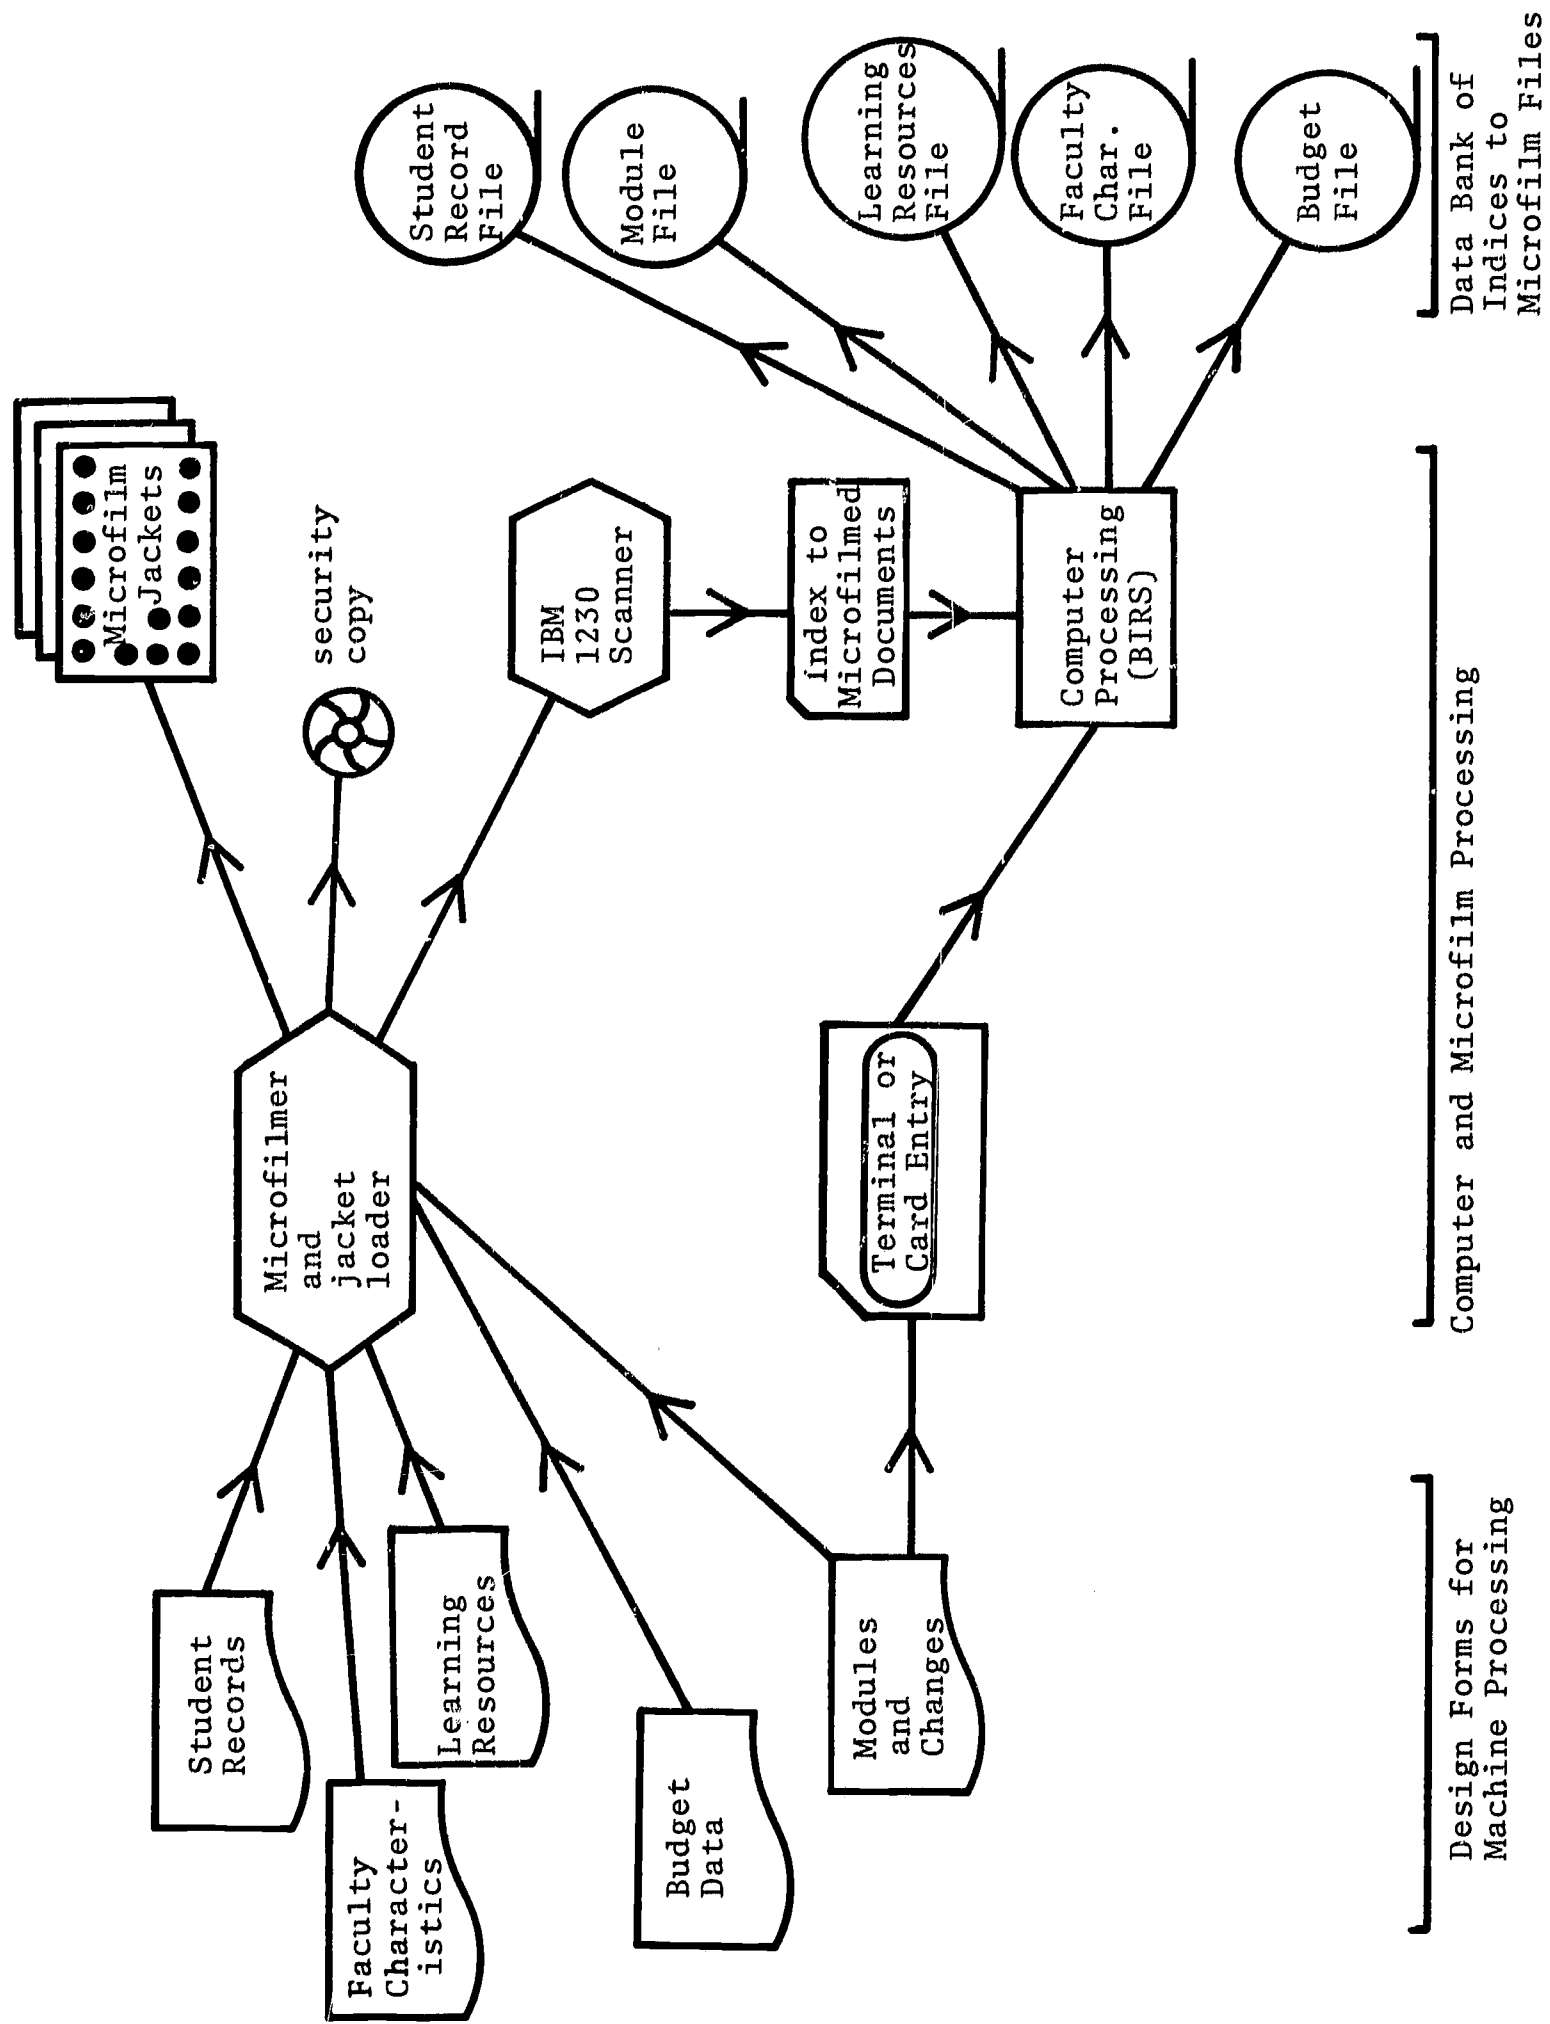 Student
Records
Faculty
Character-
istics
Learning
Resources
Budget
Data
Modules
and
Changes
Design Forms for
Machine Processing
Microfilmer
and
jacket
loader
Terminal or
Card Entry
Microfilm
Jackets
security
copy
IBM
1230
Scanner
index to
Microfilmed
Documents
Computer
Processing
(BIRS)
Computer and Microfilm Processing
Student
Record
File
Module
File
Learning
Resources
File
Faculty
Char.
File
Budget
File
Data Bank of
Indices to
Microfilm Files